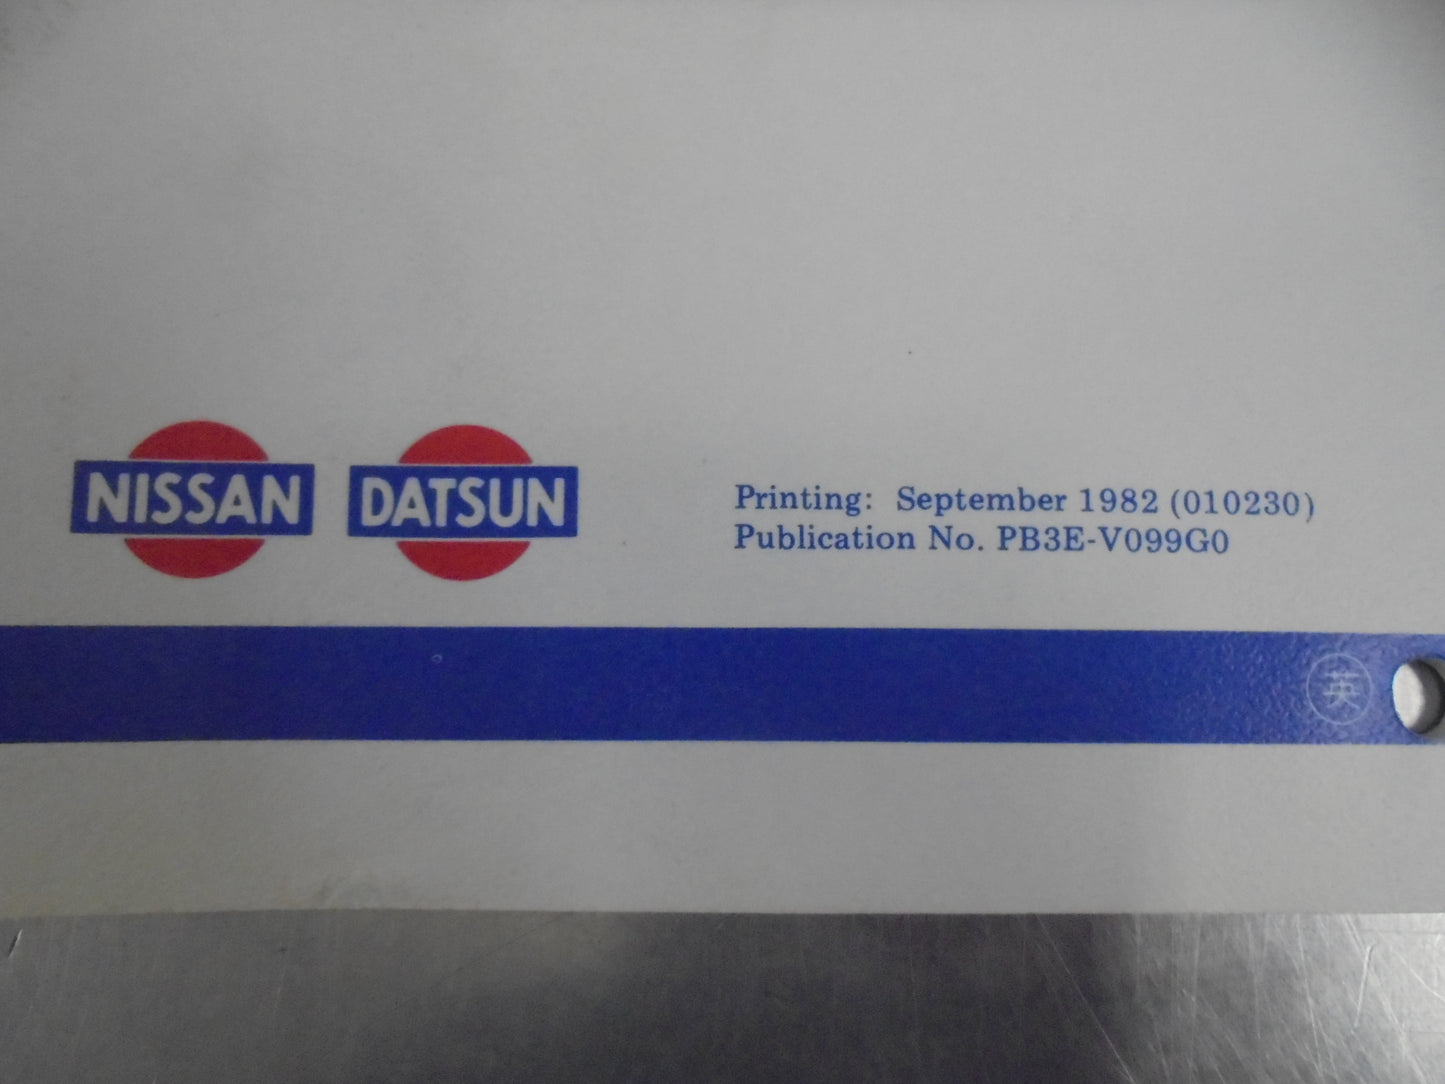 NISSAN DATSUN
Printing: September 1982 (010230)
Publication No. PB3E-V099G0
英